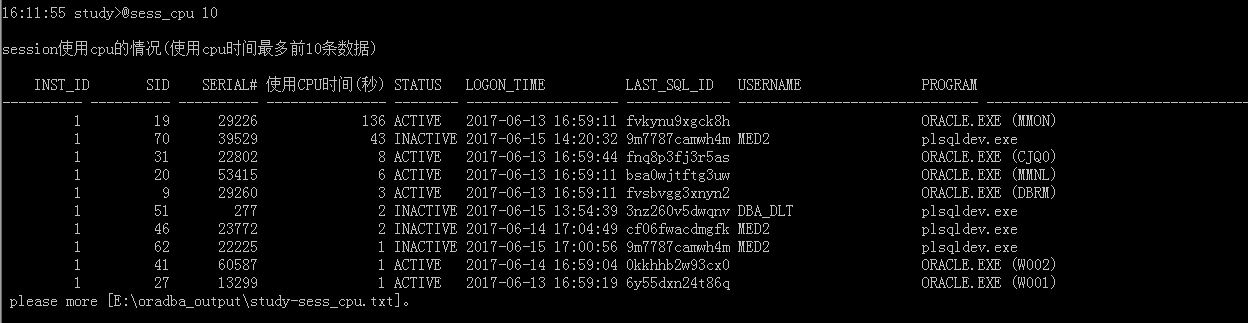 16:11:55 study>@sess_cpu 10
session使用cpu的情况(使用cpu时间最多前10条数据)
INST_ID SID SERIAL# 使用CPU时间(秒) STATUS LOGON_TIME LAST_SQL_ID USERNAME PROGRAM
---------- ---------- ---------- --------------- -------- ------------------- ------------- ------------------------------ ------------------------------------------------
1 19 29226 136 ACTIVE 2017-06-13 16:59:11 fvkynu9xgck8h ORACLE.EXE (MMON)
1 70 39529 43 INACTIVE 2017-06-15 14:20:32 9m7787camwh4m MED2 plsqldev.exe
1 31 22802 8 ACTIVE 2017-06-13 16:59:44 fnq8p3fj3r5as ORACLE.EXE (CJQ0)
1 20 53415 6 ACTIVE 2017-06-13 16:59:11 bsa0wjtftg3uw ORACLE.EXE (MMNL)
1 9 29260 3 ACTIVE 2017-06-13 16:59:11 fvsbvgg3xnyn2 ORACLE.EXE (DBRM)
1 51 277 2 INACTIVE 2017-06-15 13:54:39 3nz260v5dwqnv DBA_DLT plsqldev.exe
1 46 23772 2 INACTIVE 2017-06-14 17:04:49 cf06fwacdmgfk MED2 plsqldev.exe
1 62 22225 1 INACTIVE 2017-06-15 17:00:56 9m7787camwh4m MED2 plsqldev.exe
1 41 60587 1 ACTIVE 2017-06-14 16:59:04 0kkhhb2w93cx0 ORACLE.EXE (W002)
1 27 13299 1 ACTIVE 2017-06-13 16:59:19 6y55dxn24t86q ORACLE.EXE (W001)
please more [E:\oradba_output\study-sess_cpu.txt]。